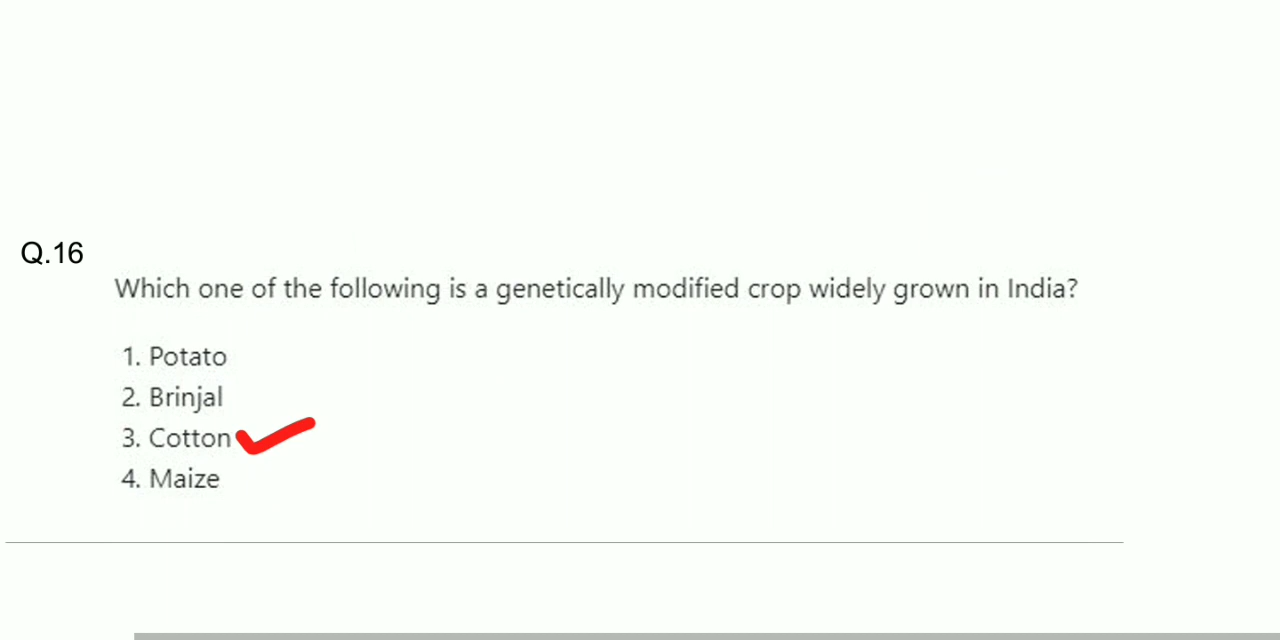 Q.16
Which one of the following is a genetically modified crop widely grown in India?
1. Potato
2. Brinjal
3. Cotton
4. Maize